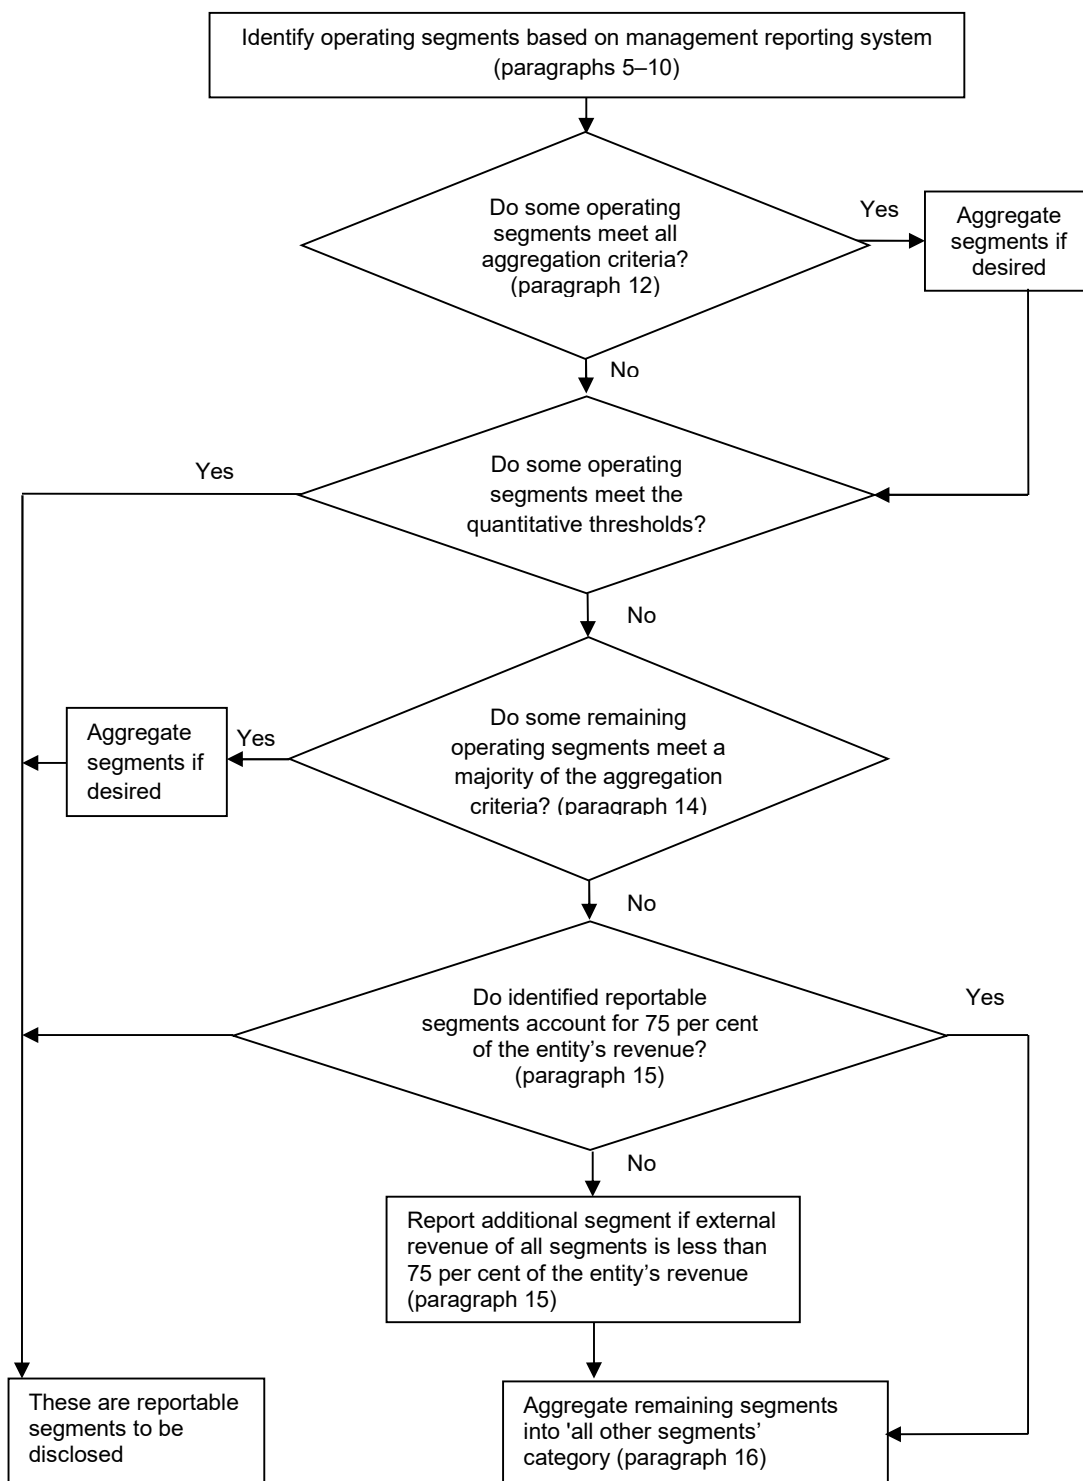 Identify operating segments based on management reporting system
(paragraphs 5–10)
Do some operating
segments meet all
aggregation criteria?
(paragraph 12)
Yes
Aggregate
segments if
desired
No
Yes
Do some operating
segments meet the
quantitative thresholds?
No
Aggregate
segments if
desired
Yes
Do some remaining
operating segments meet a
majority of the aggregation
criteria? (paragraph 14)
No
Do identified reportable
segments account for 75 per cent
of the entity’s revenue?
(paragraph 15)
Yes
No
Report additional segment if external
revenue of all segments is less than
75 per cent of the entity’s revenue
(paragraph 15)
These are reportable
segments to be
disclosed
Aggregate remaining segments
into 'all other segments’
category (paragraph 16)